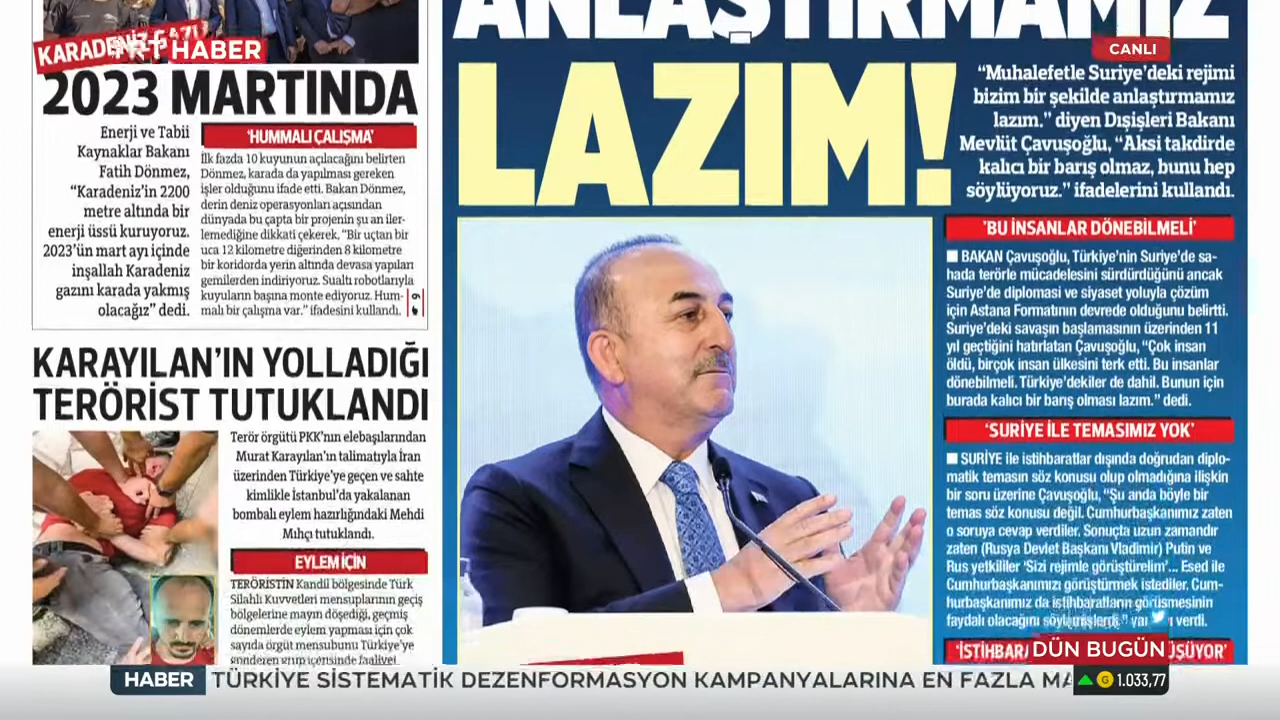 KARADENİZ GAZI
HABER
2023 MARTINDA
Enerji ve Tabii
Kaynaklar Bakanı
Fatih Dönmez,
“Karadeniz’in 2200
metre altında bir
enerji üssü kuruyoruz.
2023’ün mart ayı içinde
inşallah Karadeniz
gazını karada yakmış
olacağız” dedi.
‘HUMMALI ÇALIŞMA’
İlk fazda 10 kuyunun açılacağını belirten
Dönmez, karada da yapılması gereken
işler olduğunu ifade etti. Bakan Dönmez,
derin deniz operasyonları açısından
dünyada bu çapta bir projenin şu an iler-
lemediğine dikkati çekerek, “Bir uçtan bir
uca 12 kilometre diğerinden 8 kilometre
bir koridorda yerin altında devasa yapıları
gemilerden indiriyoruz. Sualtı robotlarıyla
kuyuların başına monte ediyoruz. Hum-
malı bir çalışma var.” ifadesini kullandı.
KARAYILAN’IN YOLLADIĞI
TERÖRİST TUTUKLANDI
Terör örgütü PKK’nın elebaşılarından
Murat Karayılan’ın talimatıyla İran
üzerinden Türkiye’ye geçen ve sahte
kimlikle İstanbul’da yakalanan
bombalı eylem hazırlığındaki Mehdi
Mıhçı tutuklandı.
EYLEM İÇİN
TERÖRİSTİN Kandil bölgesinde Türk
Silahlı Kuvvetleri mensuplarının geçiş
bölgelerine mayın döşediği, geçmiş
dönemlerde eylem yapması için çok
sayıda örgüt mensubunu Türkiye’ye
gönderen grup içerisinde faaliyet
ANLAŞTIRMAMIZ
LAZIM!
CANLI
“Muhalefetle Suriye’deki rejimi
bizim bir şekilde anlaştırmamız
lazım.” diyen Dışişleri Bakanı
Mevlüt Çavuşoğlu, “Aksi takdirde
kalıcı bir barış olmaz, bunu hep
söylüyoruz.” ifadelerini kullandı.
‘BU İNSANLAR DÖNEBİLMELİ’
BAKAN Çavuşoğlu, Türkiye’nin Suriye’de sa-
hada terörle mücadelesini sürdürdüğünü ancak
Suriye’de diplomasi ve siyaset yoluyla çözüm
için Astana Formatının devrede olduğunu belirtti.
Suriye’deki savaşın başlamasının üzerinden 11
yıl geçtiğini hatırlatan Çavuşoğlu, “Çok insan
öldü, birçok insan ülkesini terk etti. Bu insanlar
dönebilmeli. Türkiye’dekiler de dahil. Bunun için
burada kalıcı bir barış olması lazım.” dedi.
‘SURİYE İLE TEMASIMIZ YOK’
SURİYE ile istihbaratlar dışında doğrudan diplo-
matik temasın söz konusu olup olmadığına ilişkin
bir soru üzerine Çavuşoğlu, “Şu anda böyle bir
temas söz konusu değil. Cumhurbaşkanımız zaten
o soruya cevap verdiler. Sonuçta uzun zamandır
zaten (Rusya Devlet Başkanı Vladimir) Putin ve
Rus yetkililer ‘Sizi rejimle görüştürelim’... Esed ile
Cumhurbaşkanımızı görüştürmek istediler. Cum-
hurbaşkanımız da istihbaratların görüşmesinin
faydalı olacağını söylemişlerdi.” verdi.
DÜN BUGÜN
HABER TÜRKİYE SİSTEMATİK DEZENFORMASYON KAMPANYALARINA EN FAZLA
G 1.033,77